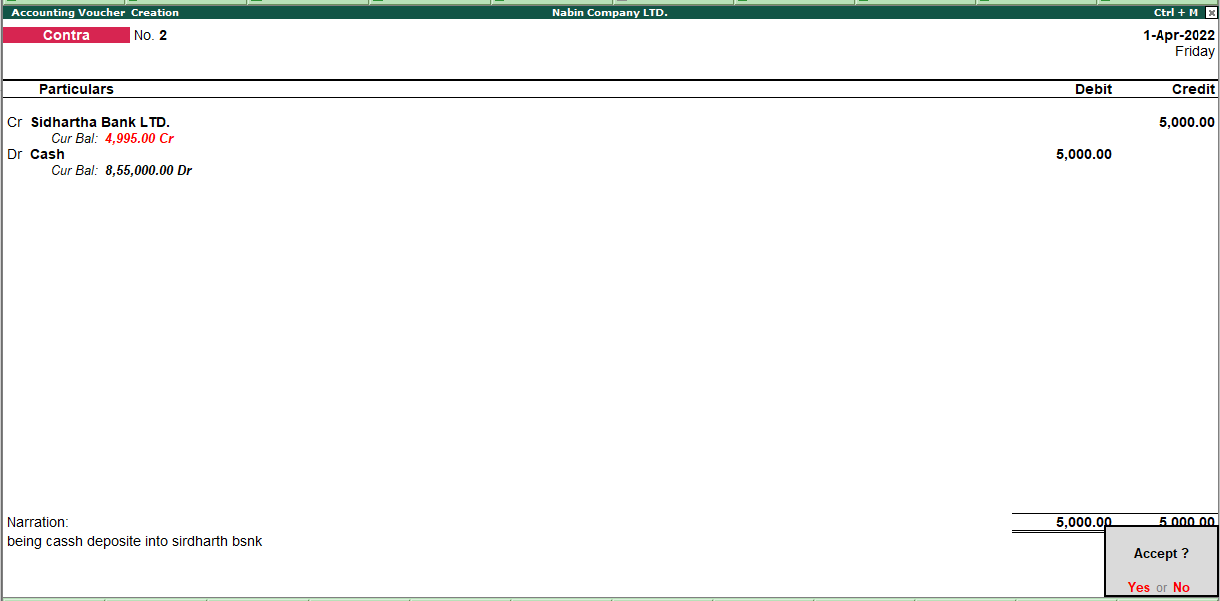 Accounting Voucher Creation Nabin Company LTD. Ctrl + M
Contra No. 2 1-Apr-2022
Friday
Particulars Debit Credit
Cr Sidhartha Bank LTD. 5,000.00
Cur Bal: 4,995.00 Cr
Dr Cash 5,000.00
Cur Bal: 8,55,000.00 Dr
Narration: 5,000.00 5,000.00
being cassh deposite into sirdharth bsnk
Accept ?
Yes or No